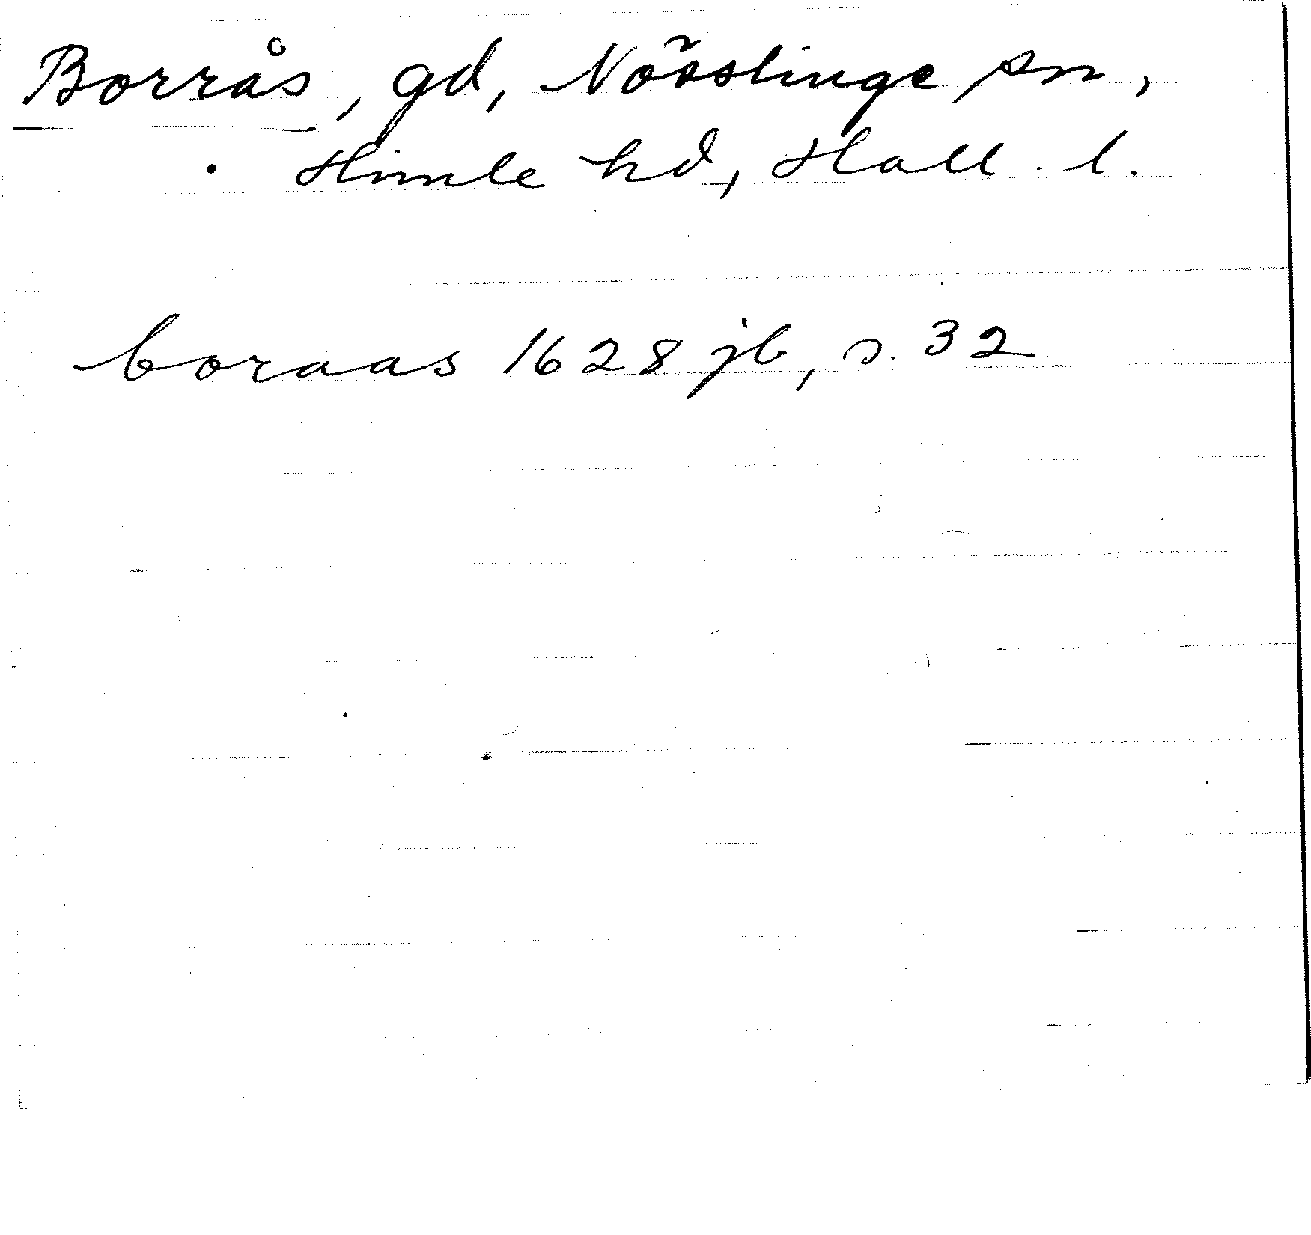 Borrås, gd, Nösslinge sn,
Himle hd, Hall. l.
boraas 1628 jb, s. 32